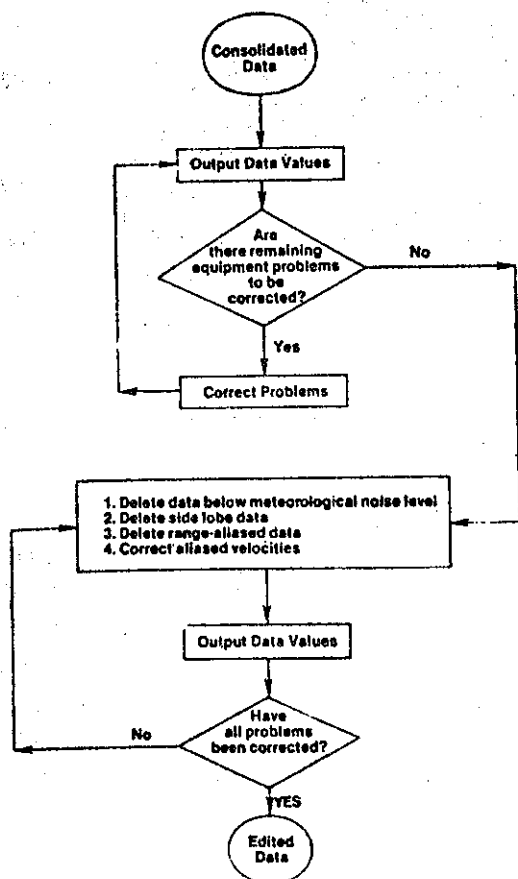 Consolidated
Data
Output Data Values
Are
there remaining
equipment problems
to be
corrected?
No
Yes
Correct Problems
1. Delete data below meteorological noise level
2. Delete side lobe data
3. Delete range-aliased data
4. Correct aliased velocities
Output Data Values
Have
all problems
been corrected?
No
YES
Edited
Data